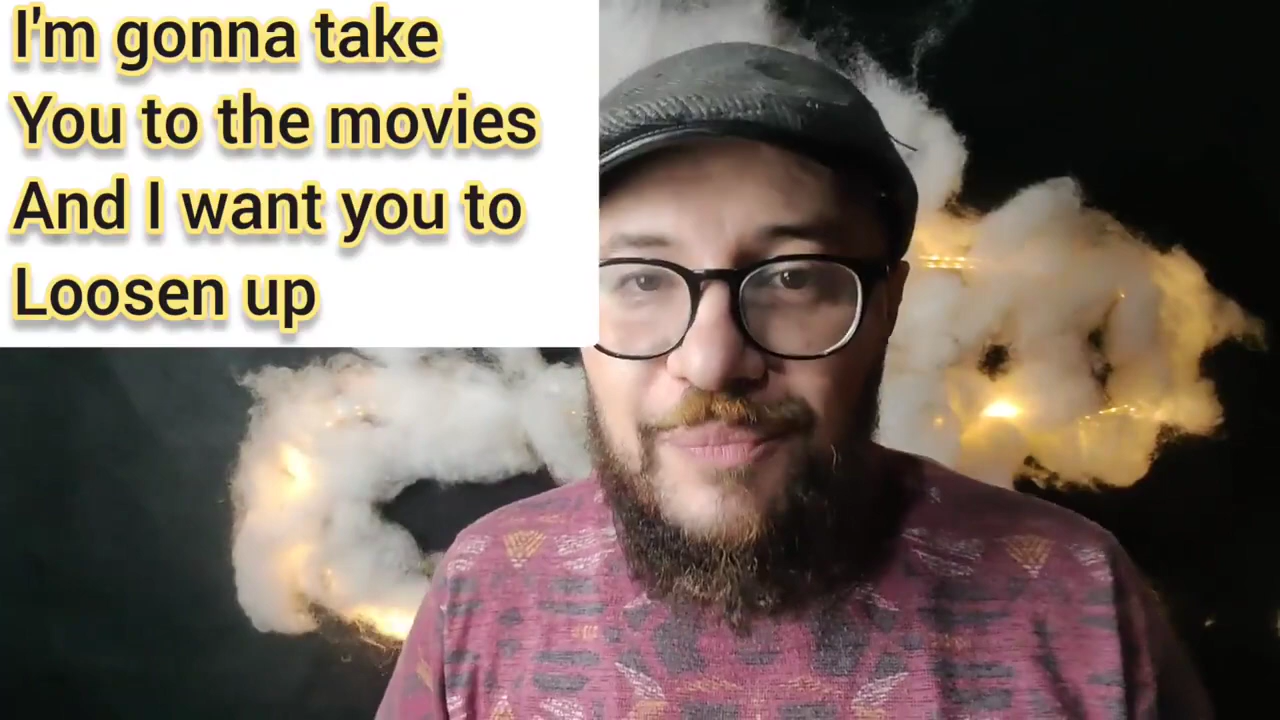 I'm gonna take
You to the movies
And I want you to
Loosen up